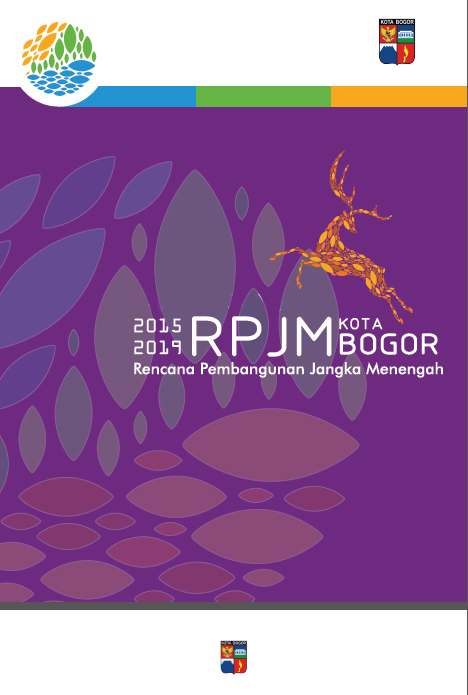 KOTA BOGOR
2015
2019
RPJM
KOTA
BOGOR
Rencana Pembangunan Jangka Menengah
KOTA BOGOR